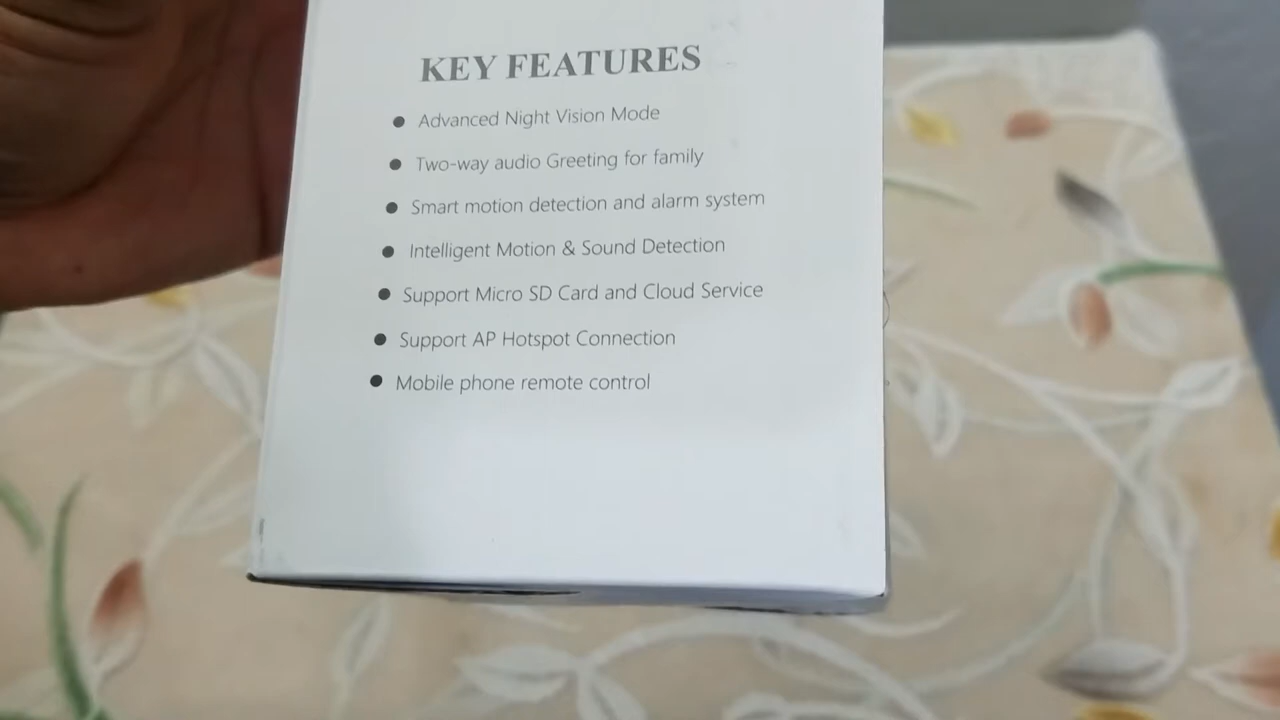 KEY FEATURES
● Advanced Night Vision Mode
● Two-way audio Greeting for family
● Smart motion detection and alarm system
● Intelligent Motion & Sound Detection
● Support Micro SD Card and Cloud Service
● Support AP Hotspot Connection
● Mobile phone remote control